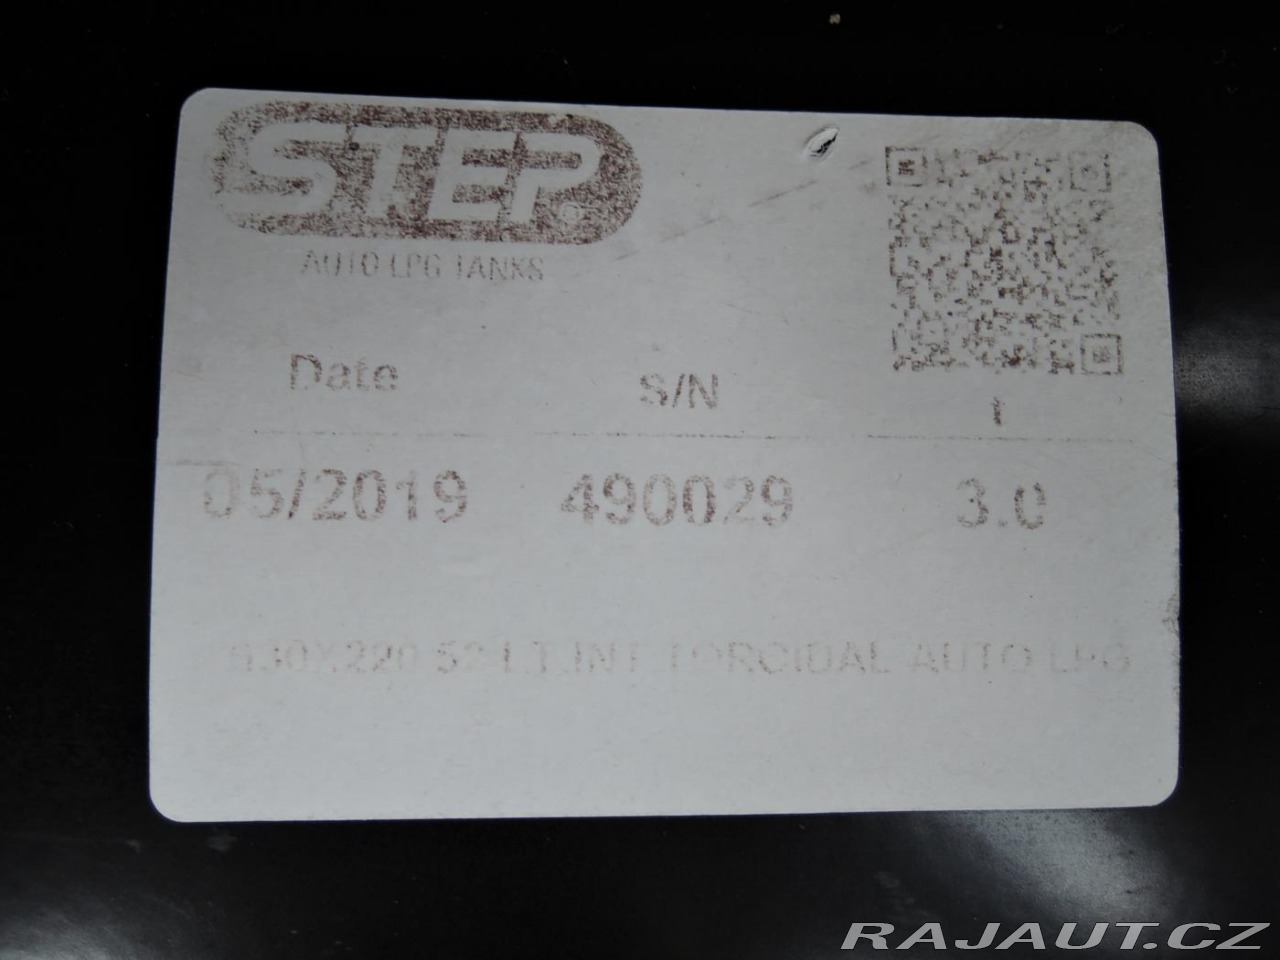 STEP®
AUTO LPG TANKS
Date S/N t
05/2019 490029 3.0
630X220 52 LT.INT.TOROIDAL AUTO LPG
RAJAUT.CZ